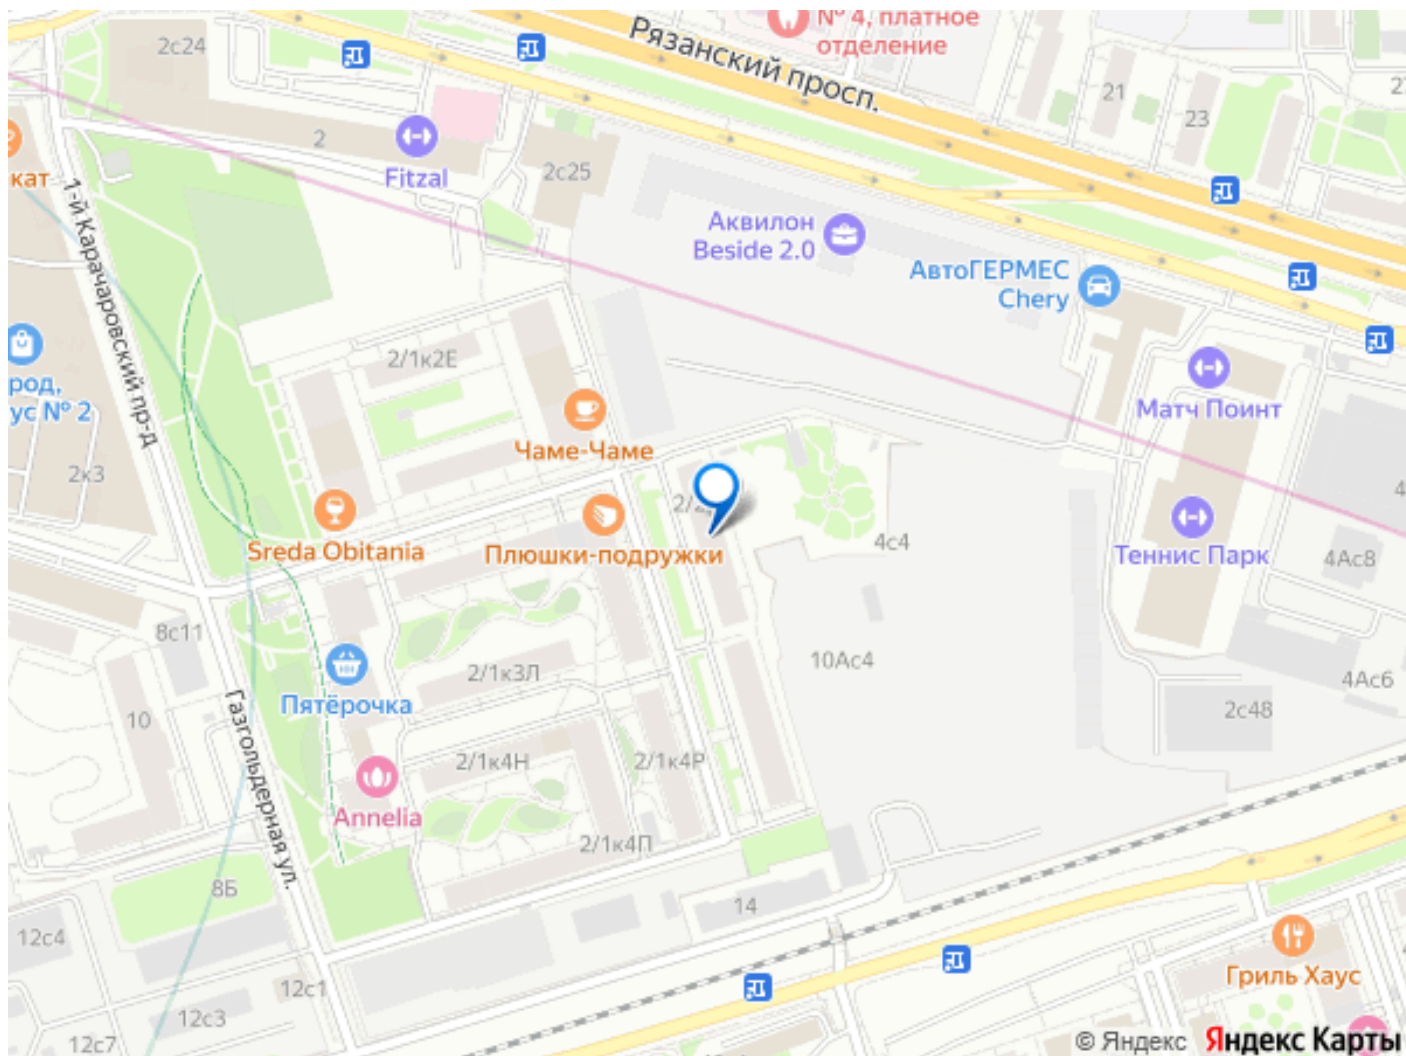 № 4, платное
отделение
2с24
Рязанский просп.
21
23
2
Fitzal
2с25
кат
1-й Карачаровский пр-д
Аквилон
Beside 2.0
АвтоГЕРМЕС
Chery
2/1к2Е
Матч Поинт
род,
ус № 2
Чаме-Чаме
2к3
4
2/
Sreda Obitania
Плюшки-подружки
4с4
Теннис Парк
4Ас8
8с11
10Ас4
2/1к3Л
4Ас6
Пятёрочка
10
2с48
Газгольдерная ул.
2/1к4Н
2/1к4Р
Annelia
2/1к4П
8Б
14
12с4
Гриль Хаус
12с1
12с3
12с7
© Яндекс Яндекс Карты